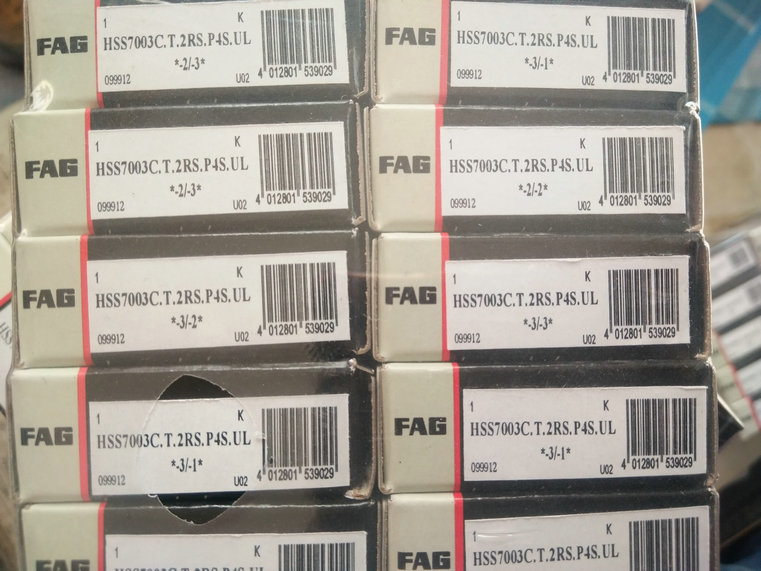 FAG
1 K
HSS7003C.T.2RS.P4S.UL
*-2/-3*
099912 U02 4 012801 539029
FAG
1 K
HSS7003C.T.2RS.P4S.UL
*-3/-1*
099912 U02 4 012801 539029
FAG
1 K
HSS7003C.T.2RS.P4S.UL
*-2/-3*
099912 U02 4 012801 539029
FAG
1 K
HSS7003C.T.2RS.P4S.UL
*-2/-2*
099912 U02 4 012801 539029
FAG
1 K
HSS7003C.T.2RS.P4S.UL
*-3/-2*
099912 U02 4 012801 539029
FAG
1 K
HSS7003C.T.2RS.P4S.UL
*-3/-3*
099912 U02 4 012801 539029
FAG
1 K
HSS7003C.T.2RS.P4S.UL
*-3/-1*
099912 U02 4 012801 539029
FAG
1 K
HSS7003C.T.2RS.P4S.UL
*-3/-1*
099912 U02 4 012801 539029
FAG
1 K
FAG
1 K
HSS7003C.T.2RS.P4S.UL
HSS